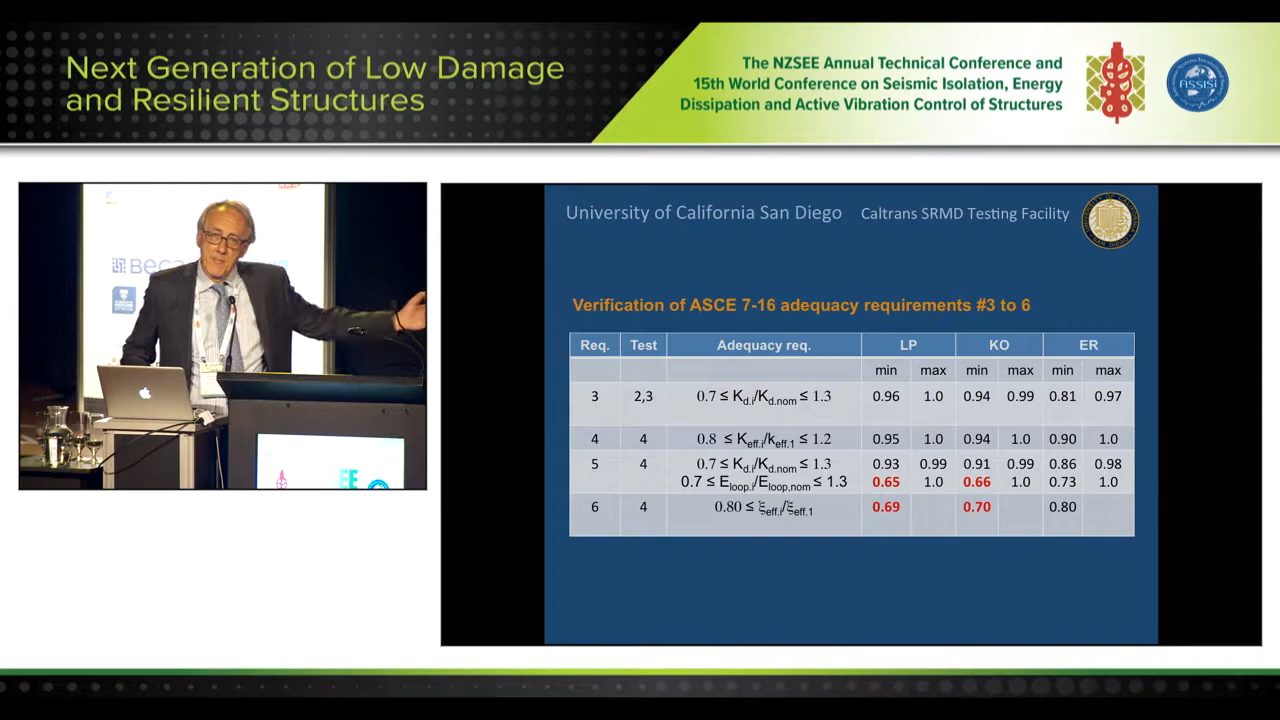 Next Generation of Low Damage
and Resilient Structures
The NZSEE Annual Technical Conference and
15th World Conference on Seismic Isolation, Energy
Dissipation and Active Vibration Control of Structures
ASSISi
Beca
University of California San Diego Caltrans SRMD Testing Facility
Verification of ASCE 7-16 adequacy requirements #3 to 6
Req. Test Adequacy req. LP KO ER
min max min max min max
3 2,3 0.7 ≤ Kd.i/Kd.nom ≤ 1.3 0.96 1.0 0.94 0.99 0.81 0.97
4 4 0.8 ≤ Keff.i/keff.1 ≤ 1.2 0.95 1.0 0.94 1.0 0.90 1.0
5 4 0.7 ≤ Kd.i/Kd.nom ≤ 1.3 0.93 0.99 0.91 0.99 0.86 0.98
0.7 ≤ Eloop.i/Eloop,nom ≤ 1.3 0.65 1.0 0.66 1.0 0.73 1.0
6 4 0.80 ≤ ξeff.i/ξeff.1 0.69 0.70 0.80